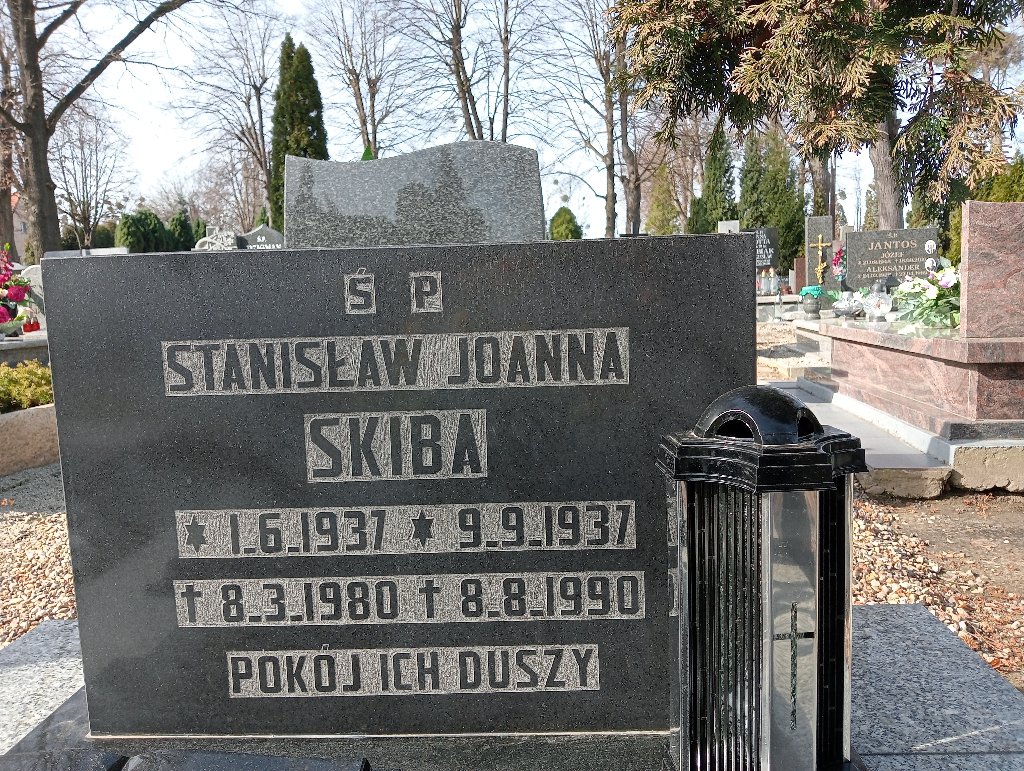 Ś P
STANISŁAW JOANNA
SKIBA
* 1.6.1937 * 9.9.1937
† 8.3.1980 † 8.8.1990
POKÓJ ICH DUSZY
JANTOS
JÓZEF
ALEKSANDER